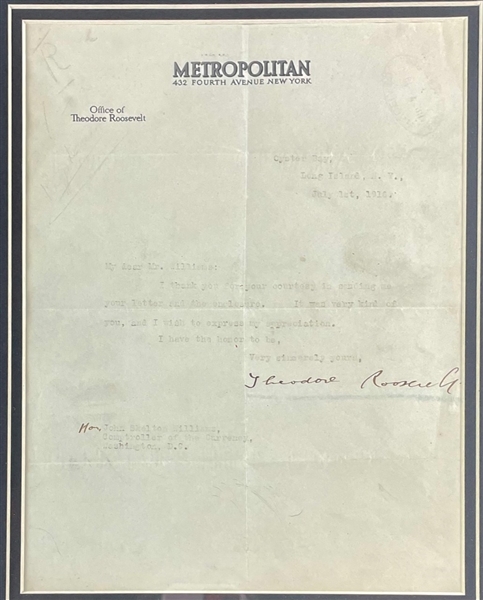 METROPOLITAN
432 FOURTH AVENUE NEW YORK
Office of
Theodore Roosevelt
Oyster Bay,
Long Island, N. Y.,
July 1st,
My dear Mr. Williams:
I thank you for your courtesy in sending me
your letter and the enclosure. It was very kind of
you, and I wish to express my appreciation.
I have the honor to be,
Very sincerely yours,
Theodore Roosevelt
Hon John Skelton Williams,
Comptroller of the Currency,
Washington, D.C.